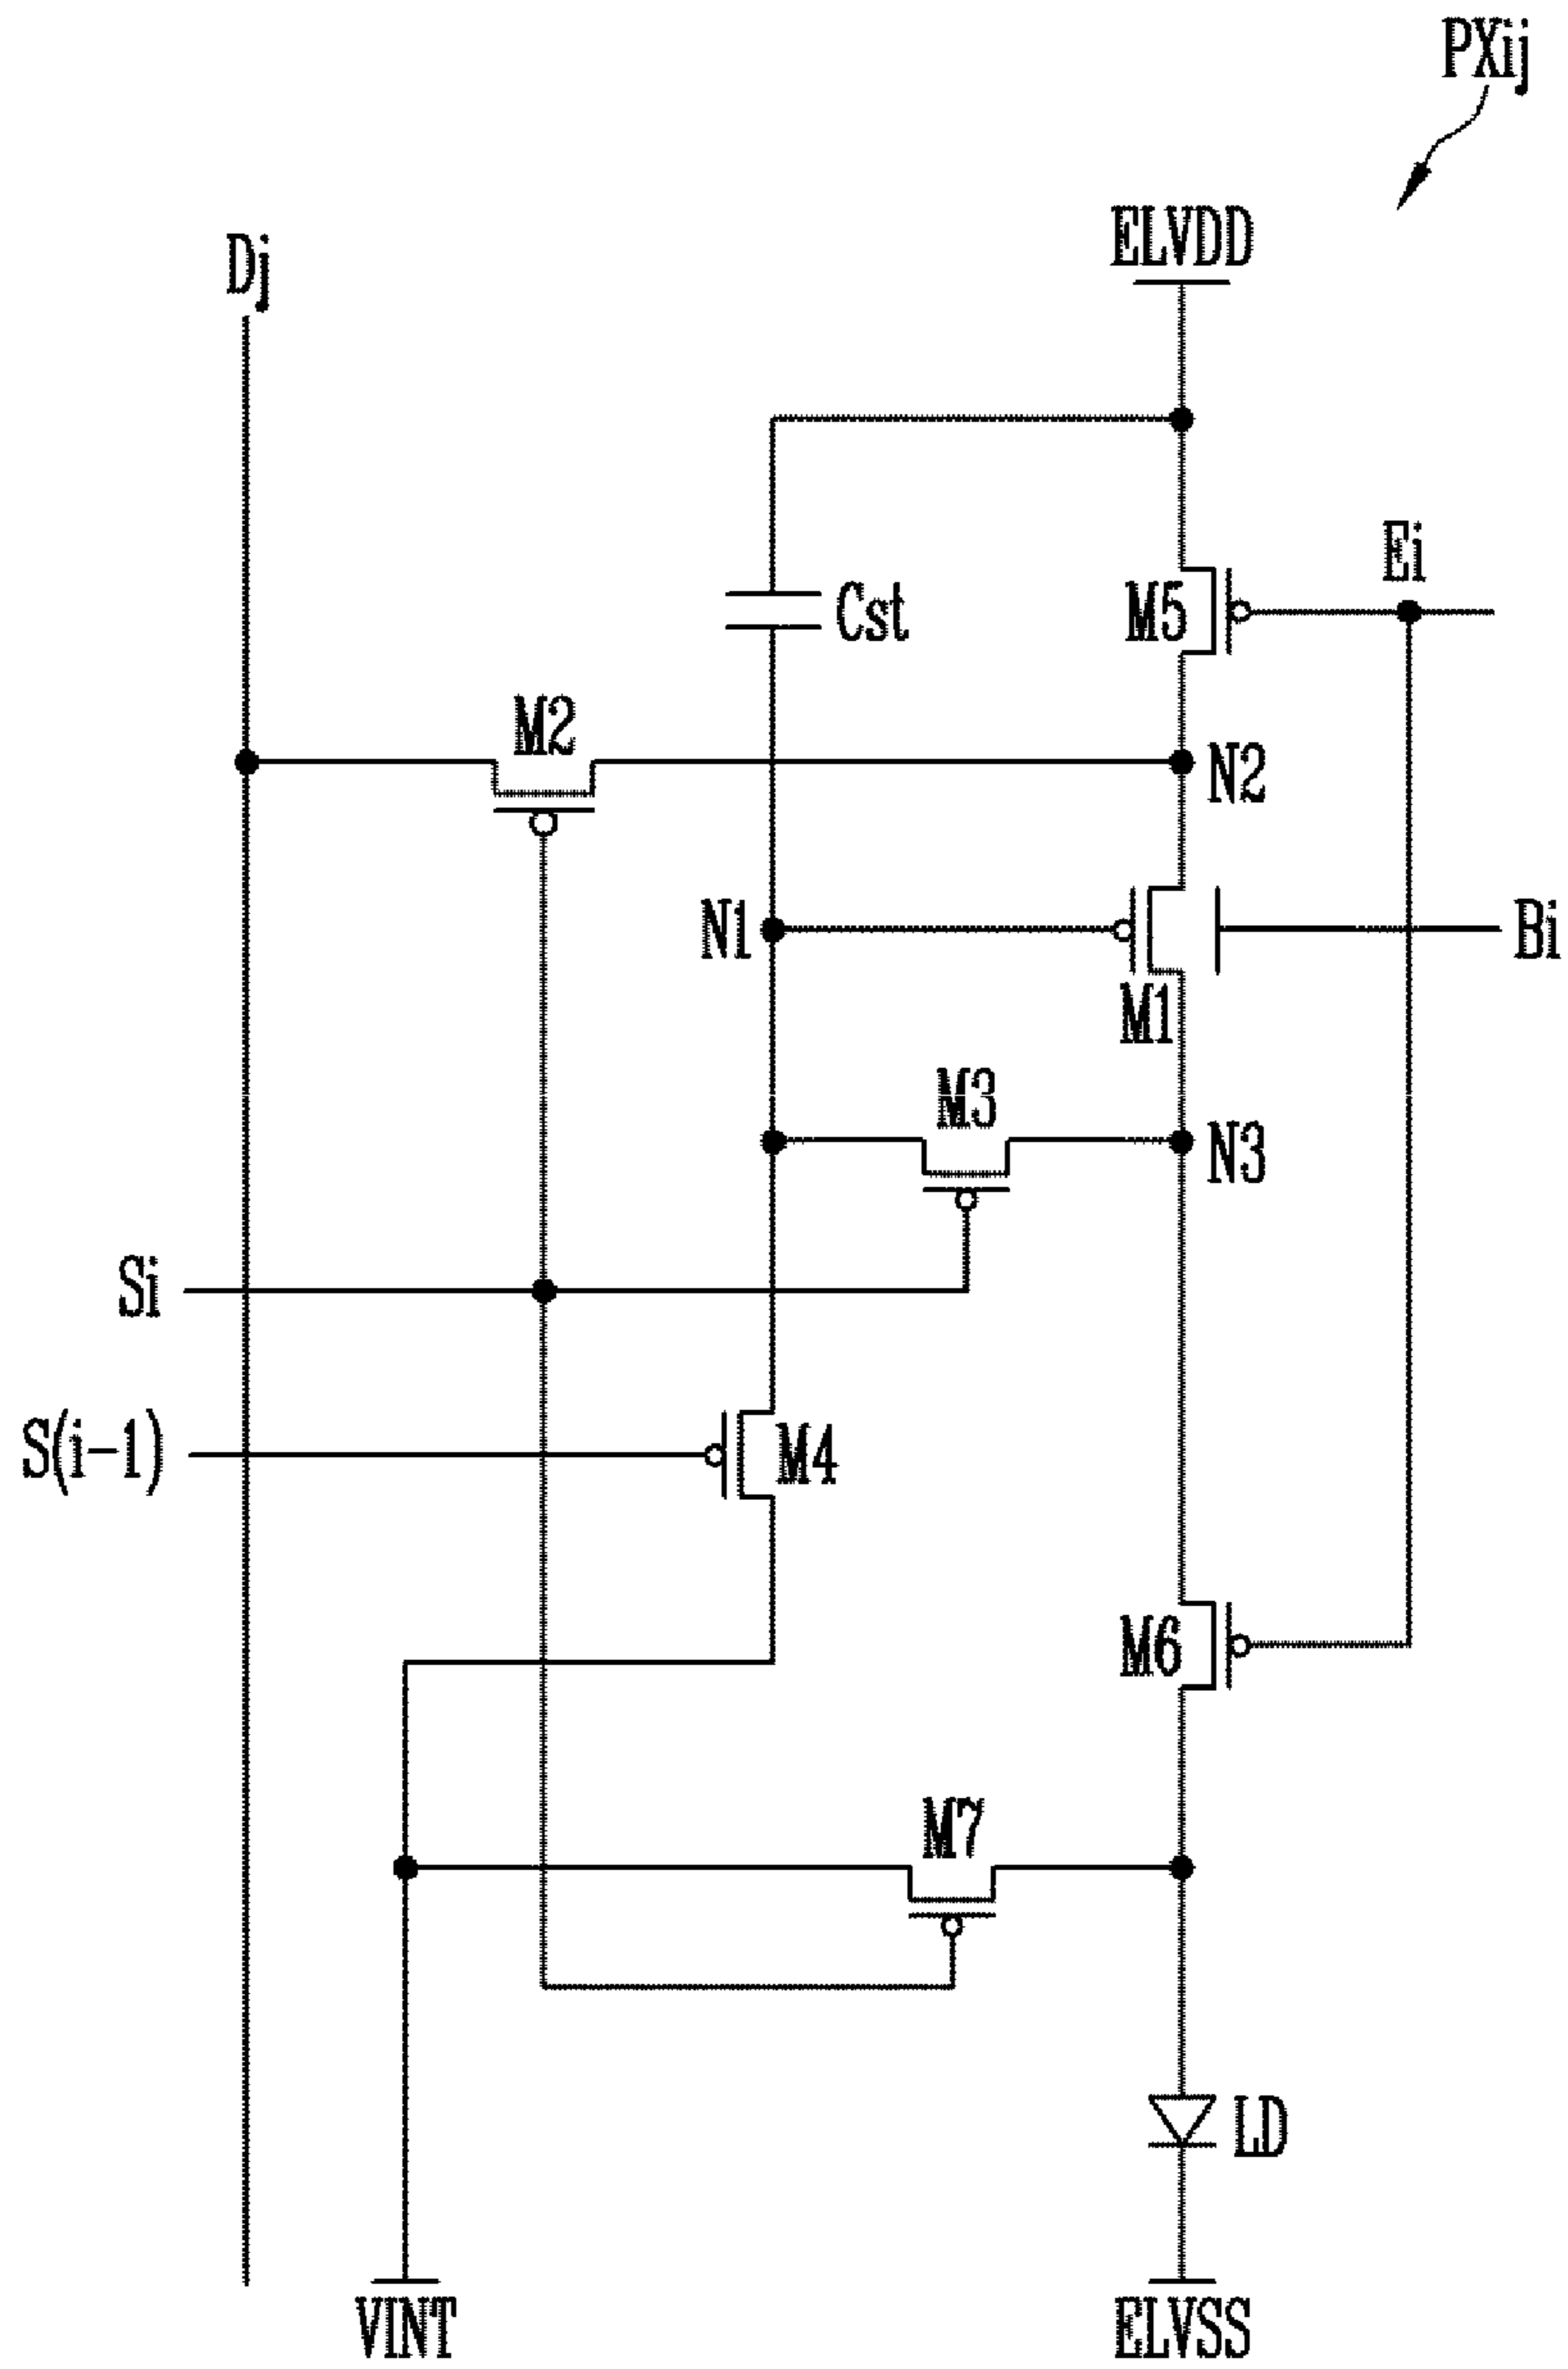 PXij
ELVDD
Dj
Ei
Cst
M5
M2
N2
N1
Bi
M1
M3
N3
Si
S(i-1)
M4
M6
M7
LD
VINT
ELVSS